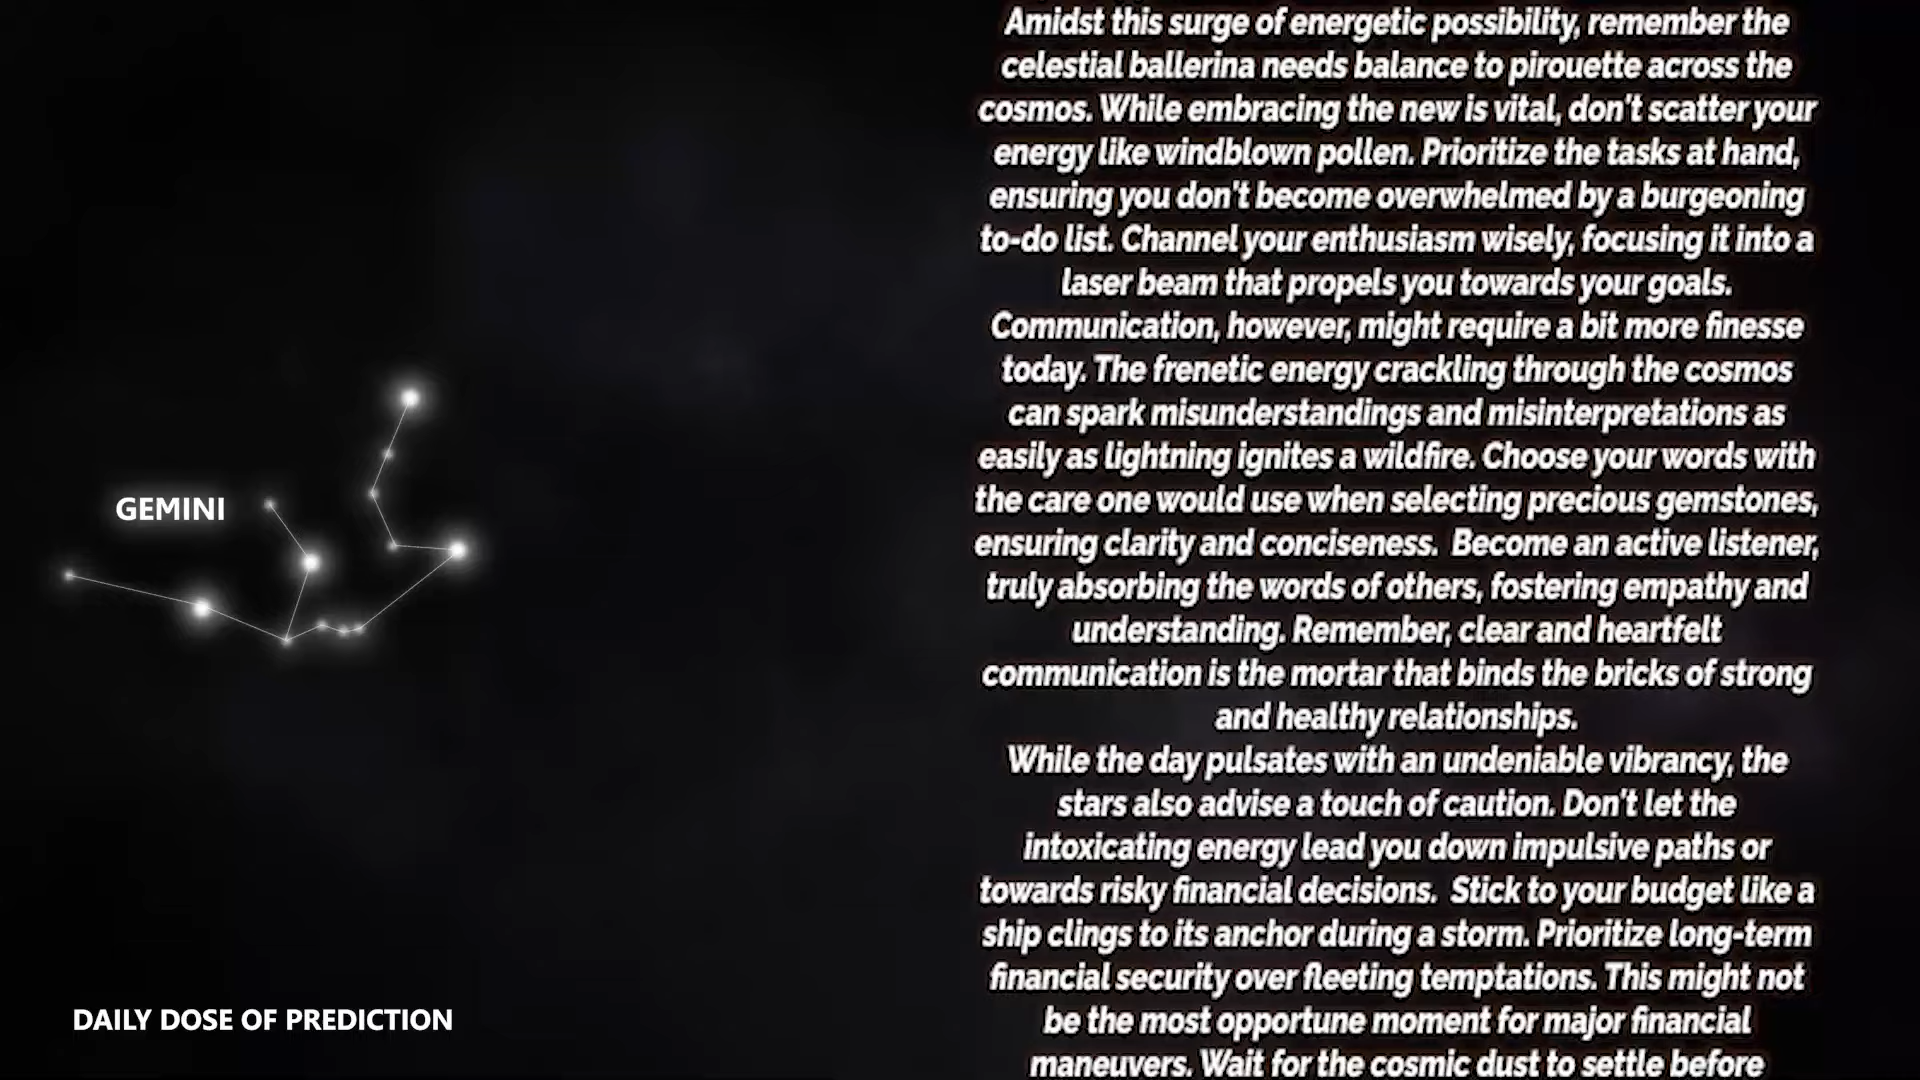 Amidst this surge of energetic possibility, remember the
celestial ballerina needs balance to pirouette across the
cosmos. While embracing the new is vital, don't scatter your
energy like windblown pollen. Prioritize the tasks at hand,
ensuring you don't become overwhelmed by a burgeoning
to-do list. Channel your enthusiasm wisely, focusing it into a
laser beam that propels you towards your goals.
Communication, however, might require a bit more finesse
today. The frenetic energy crackling through the cosmos
can spark misunderstandings and misinterpretations as
easily as lightning ignites a wildfire. Choose your words with
the care one would use when selecting precious gemstones,
ensuring clarity and conciseness.  Become an active listener,
truly absorbing the words of others, fostering empathy and
understanding. Remember, clear and heartfelt
communication is the mortar that binds the bricks of strong
and healthy relationships.
While the day pulsates with an undeniable vibrancy, the
stars also advise a touch of caution. Don't let the
intoxicating energy lead you down impulsive paths or
towards risky financial decisions.  Stick to your budget like a
ship clings to its anchor during a storm. Prioritize long-term
financial security over fleeting temptations. This might not
be the most opportune moment for major financial
maneuvers. Wait for the cosmic dust to settle before
GEMINI
DAILY DOSE OF PREDICTION